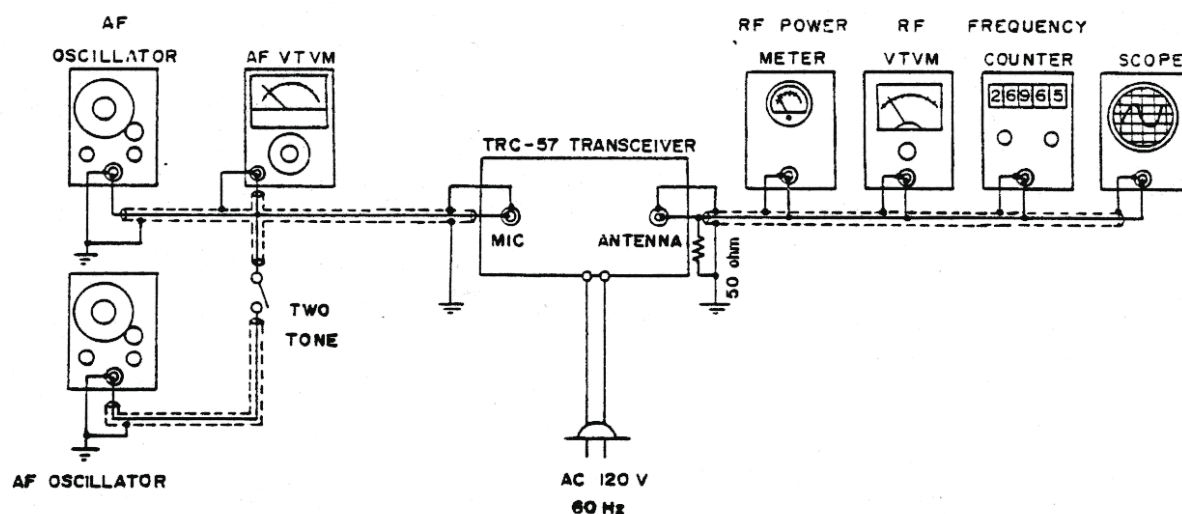 AF
OSCILLATOR
AF VTVM
RF POWER
METER
RF
VTVM
FREQUENCY
COUNTER
26965
SCOPE
TRC-57 TRANSCEIVER
MIC
ANTENNA
50 ohm
TWO
TONE
AF OSCILLATOR
AC 120 V
60 Hz